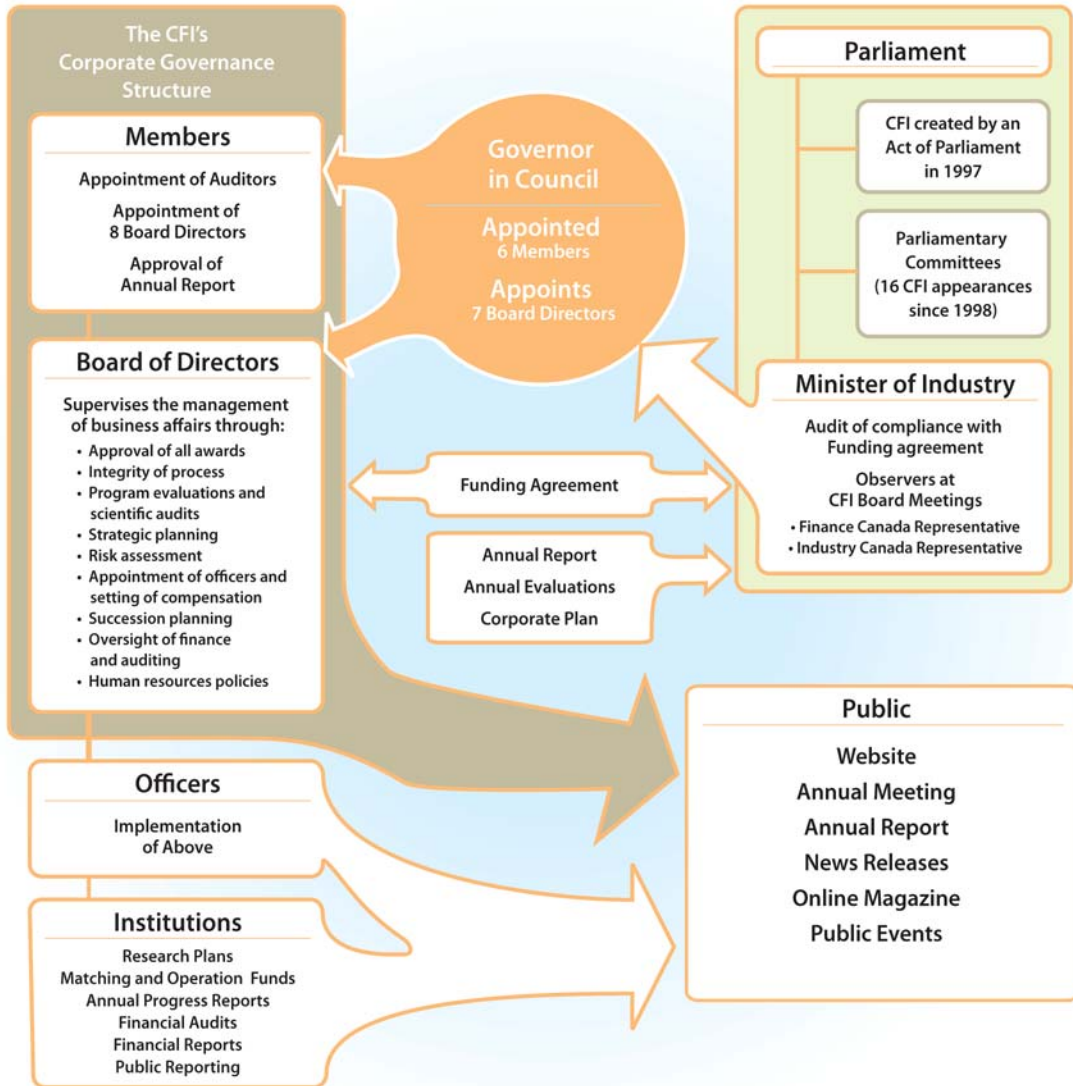 The CFI's
Corporate Governance
Structure
Members
Appointment of Auditors
Appointment of
8 Board Directors
Approval of
Annual Report
Board of Directors
Supervises the management
of business affairs through:
• Approval of all awards
• Integrity of process
• Program evaluations and
scientific audits
• Strategic planning
• Risk assessment
• Appointment of officers and
setting of compensation
• Succession planning
• Oversight of finance
and auditing
• Human resources policies
Officers
Implementation
of Above
Institutions
Research Plans
Matching and Operation Funds
Annual Progress Reports
Financial Audits
Financial Reports
Public Reporting
Governor
in Council
Appointed
6 Members
Appoints
7 Board Directors
Funding Agreement
Annual Report
Annual Evaluations
Corporate Plan
Parliament
CFI created by an
Act of Parliament
in 1997
Parliamentary
Committees
(16 CFI appearances
since 1998)
Minister of Industry
Audit of compliance with
Funding agreement
Observers at
CFI Board Meetings
• Finance Canada Representative
• Industry Canada Representative
Public
Website
Annual Meeting
Annual Report
News Releases
Online Magazine
Public Events